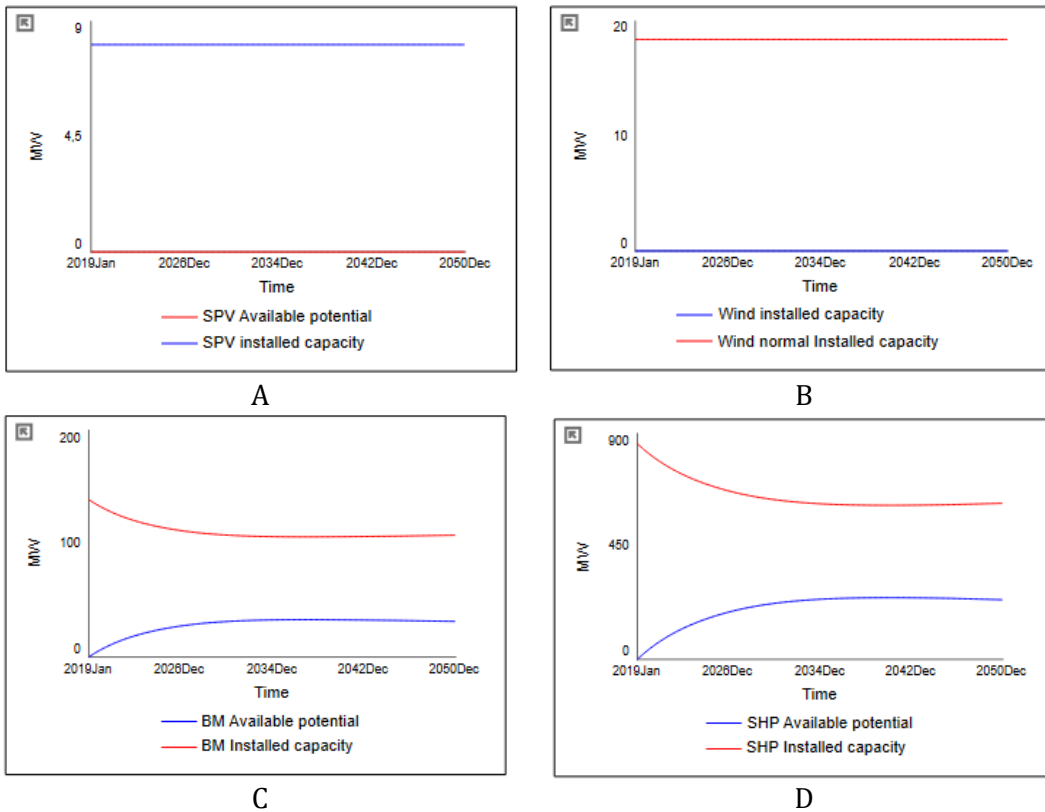 9
MW
4,5
0
2019Jan 2026Dec 2034Dec 2042Dec 2050Dec
Time
SPV Available potential
SPV installed capacity
A
20
MW
10
0
2019Jan 2026Dec 2034Dec 2042Dec 2050Dec
Time
Wind installed capacity
Wind normal Installed capacity
B
200
MW
100
0
2019Jan 2026Dec 2034Dec 2042Dec 2050Dec
Time
BM Available potential
BM Installed capacity
C
900
MW
450
0
2019Jan 2026Dec 2034Dec 2042Dec 2050Dec
Time
SHP Available potential
SHP Installed capacity
D